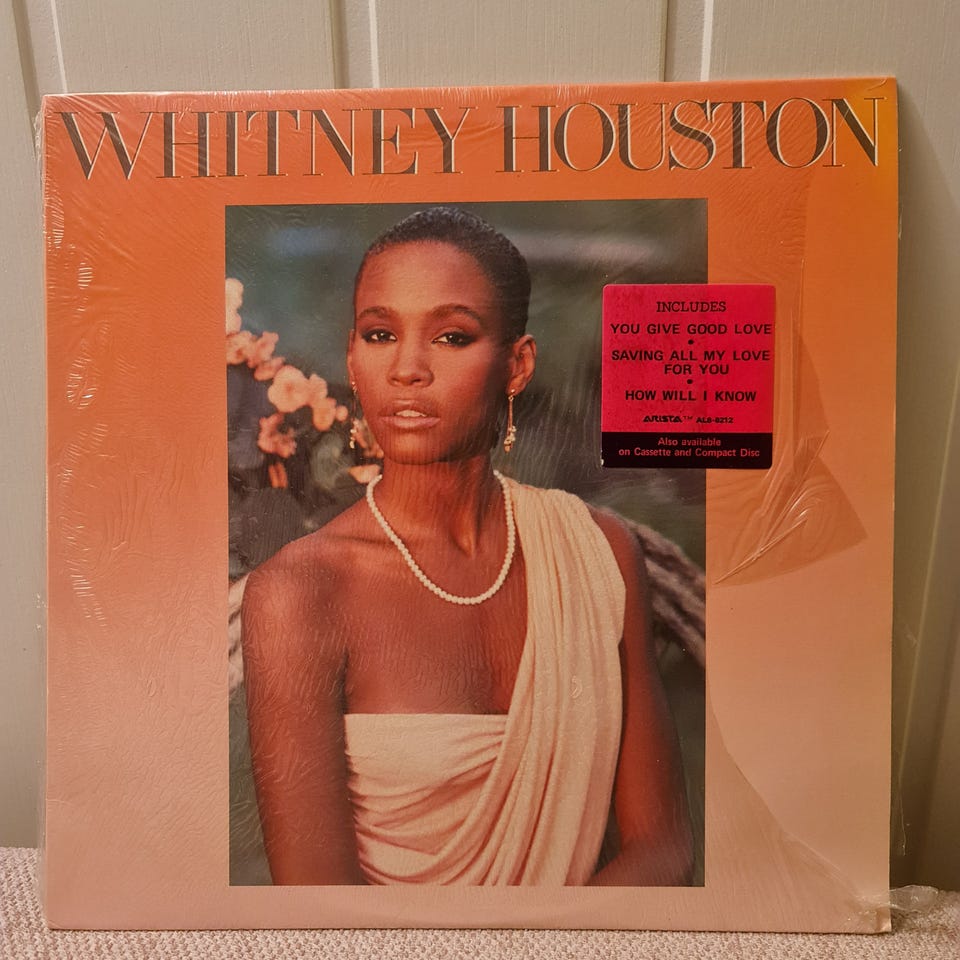 WHITNEY HOUSTON
INCLUDES
YOU GIVE GOOD LOVE
•
SAVING ALL MY LOVE
FOR YOU
•
HOW WILL I KNOW
ARISTA™ AL8-8212
Also available
on Cassette and Compact Disc